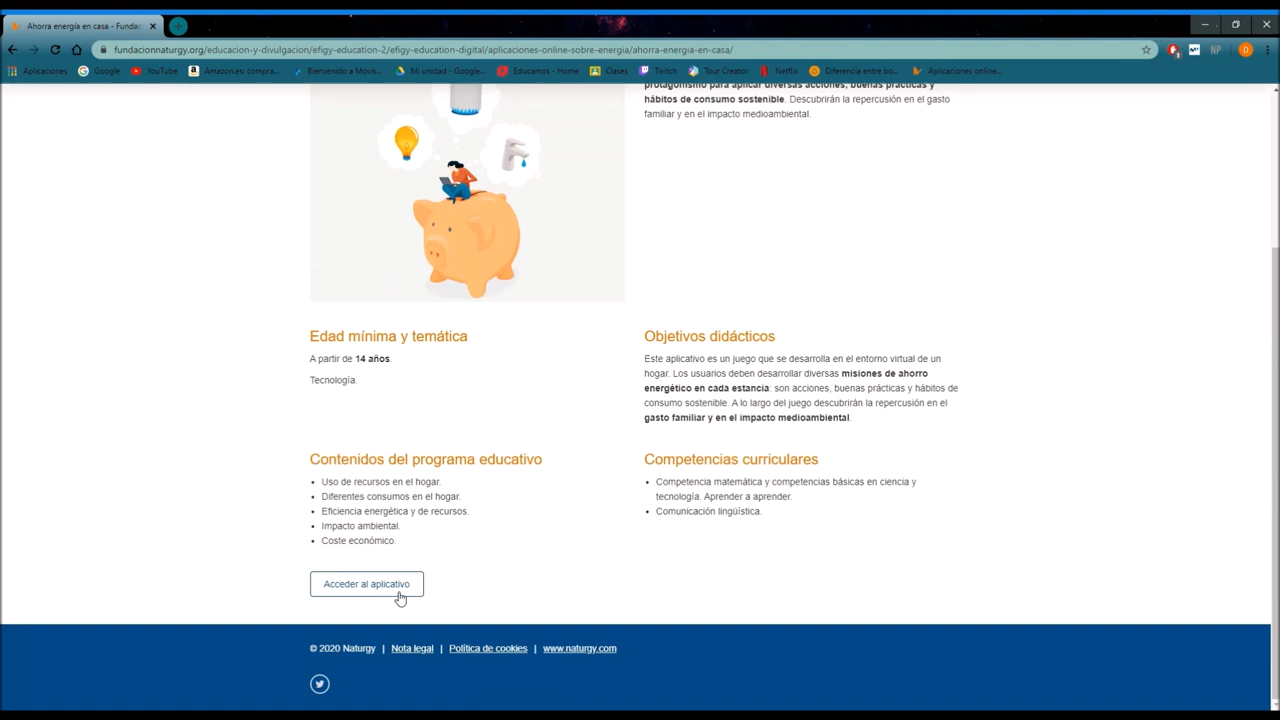 Ahorra energía en casa - Fundac
fundacionnaturgy.org/educacion-y-divulgacion/efigy-education-2/efigy-education-digital/aplicaciones-online-sobre-energia/ahorra-energia-en-casa/
Aplicaciones Google YouTube Amazon.es: compra... Bienvenido a Movis... Mi unidad - Google... Educamos - Home Clases Twitch Tour Creator Netflix Diferencia entre bo... Aplicaciones online...
protagonismo para aplicar diversas acciones, buenas prácticas y
hábitos de consumo sostenible. Descubrirán la repercusión en el gasto
familiar y en el impacto medioambiental.
Edad mínima y temática
A partir de 14 años.
Tecnología.
Objetivos didácticos
Este aplicativo es un juego que se desarrolla en el entorno virtual de un
hogar. Los usuarios deben desarrollar diversas misiones de ahorro
energético en cada estancia: son acciones, buenas prácticas y hábitos de
consumo sostenible. A lo largo del juego descubrirán la repercusión en el
gasto familiar y en el impacto medioambiental.
Contenidos del programa educativo
• Uso de recursos en el hogar.
• Diferentes consumos en el hogar.
• Eficiencia energética y de recursos.
• Impacto ambiental.
• Coste económico.
Competencias curriculares
• Competencia matemática y competencias básicas en ciencia y
tecnología. Aprender a aprender.
• Comunicación lingüística.
Acceder al aplicativo
© 2020 Naturgy | Nota legal | Política de cookies | www.naturgy.com